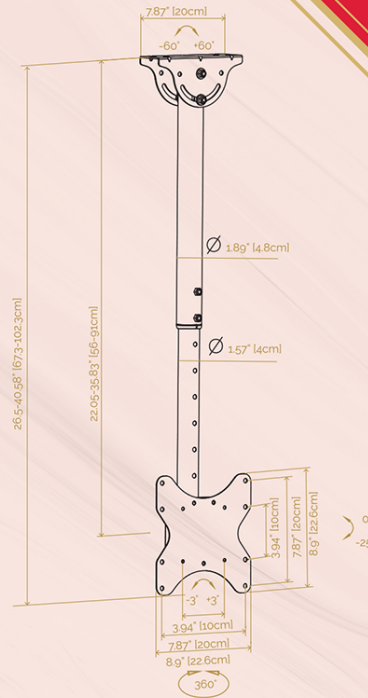 7.87" [20cm]
-60° +60°
Ø 1.89" [4.8cm]
Ø 1.57" [4cm]
26.5-40.58" [67.3-102.3cm]
22.05-35.83" [56-91cm]
3.94" [10cm]
7.87" [20cm]
8.9" [22.6cm]
-3° +3°
3.94" [10cm]
7.87" [20cm]
8.9" [22.6cm]
360°